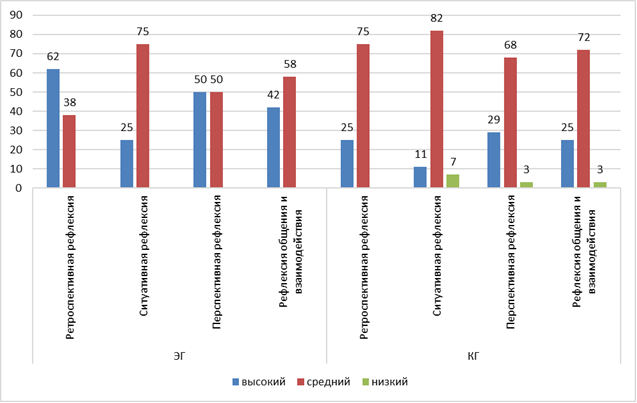 90
80
70
60
50
40
30
20
10
0
62
38
25
75
50
50
42
58
25
75
11
82
7
29
68
3
25
72
3
Ретроспективная рефлексия
Ситуативная рефлексия
Перспективная рефлексия
Рефлексия общения и
взаимодействия
Ретроспективная рефлексия
Ситуативная рефлексия
Перспективная рефлексия
Рефлексия общения и
взаимодействия
ЭГ
КГ
высокий средний низкий